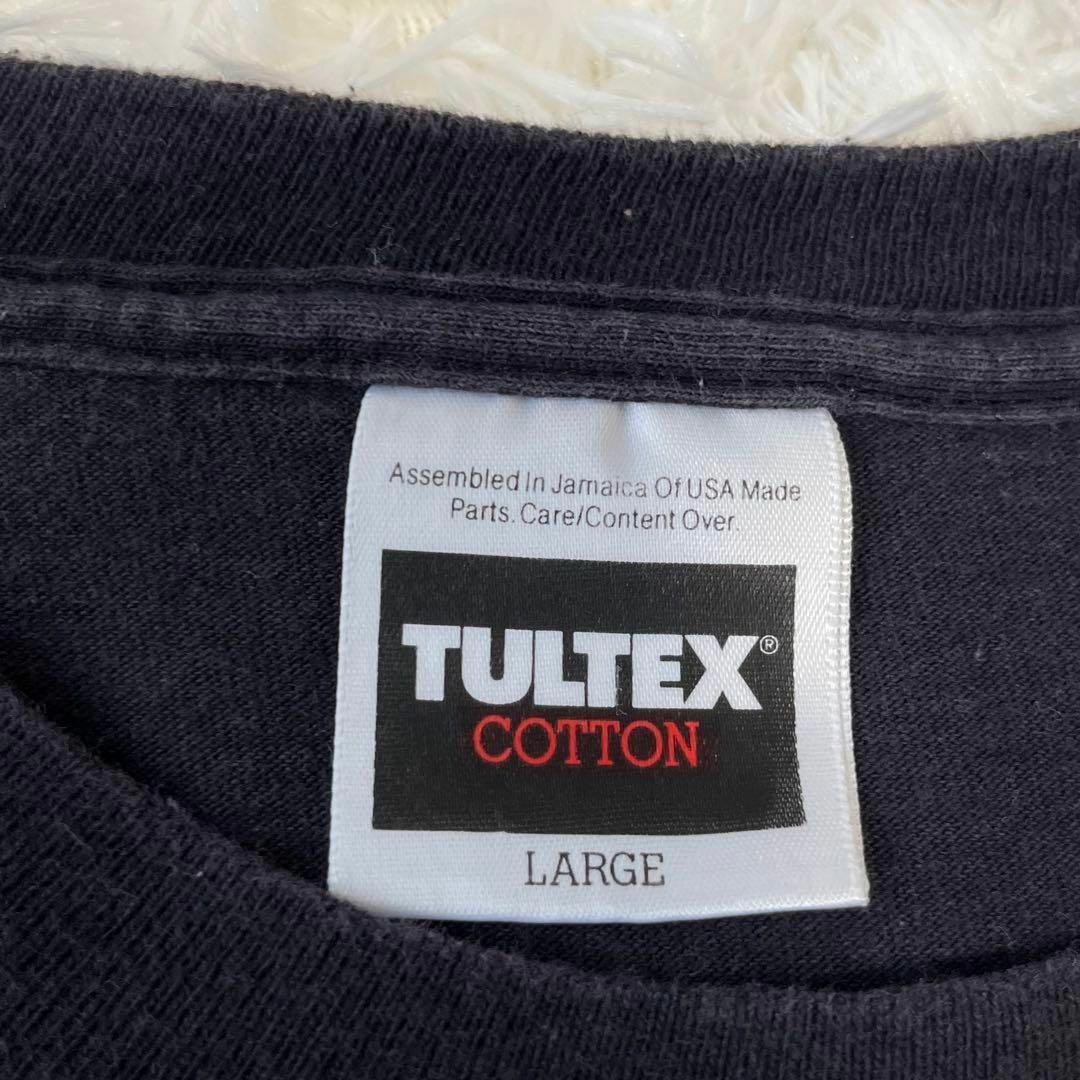 Assembled In Jamaica Of USA Made
Parts. Care/Content Over.
TULTEX®
COTTON
LARGE